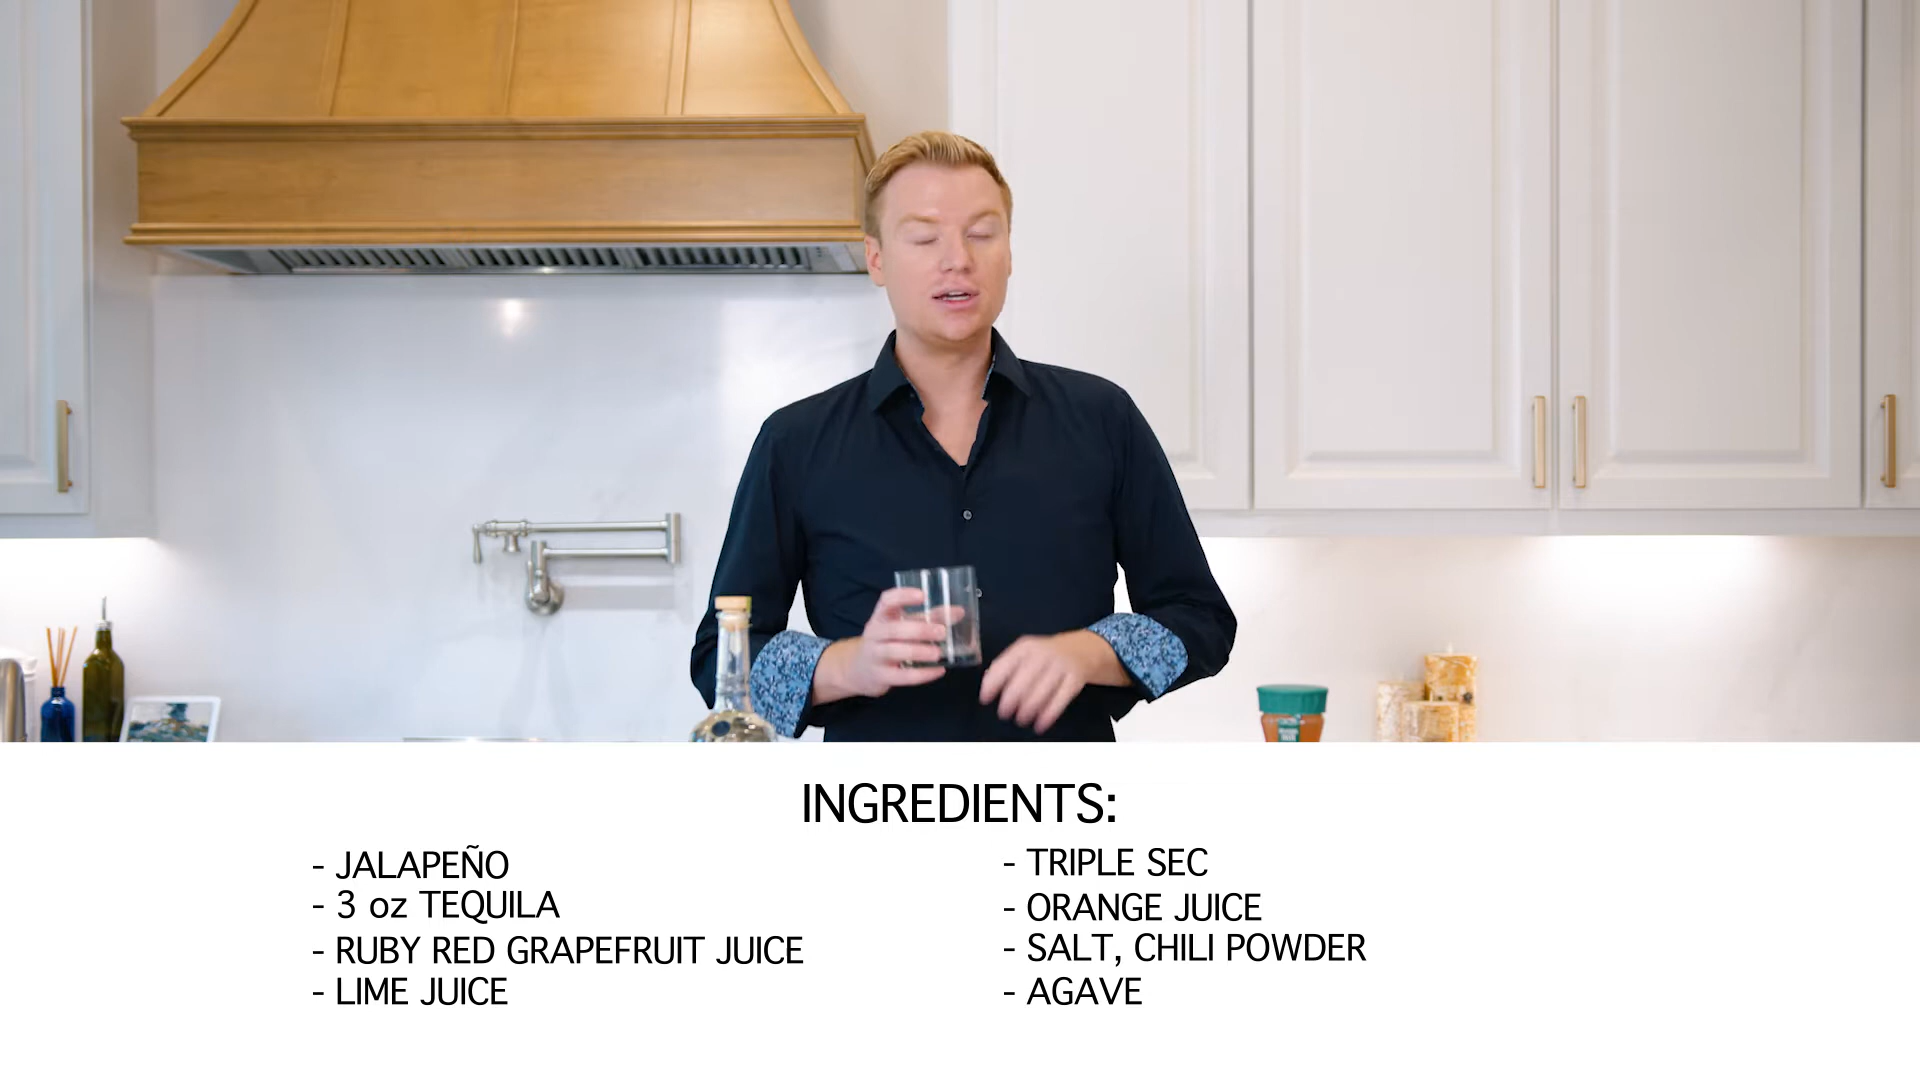 INGREDIENTS:
- JALAPEÑO
- 3 oz TEQUILA
- RUBY RED GRAPEFRUIT JUICE
- LIME JUICE
- TRIPLE SEC
- ORANGE JUICE
- SALT, CHILI POWDER
- AGAVE